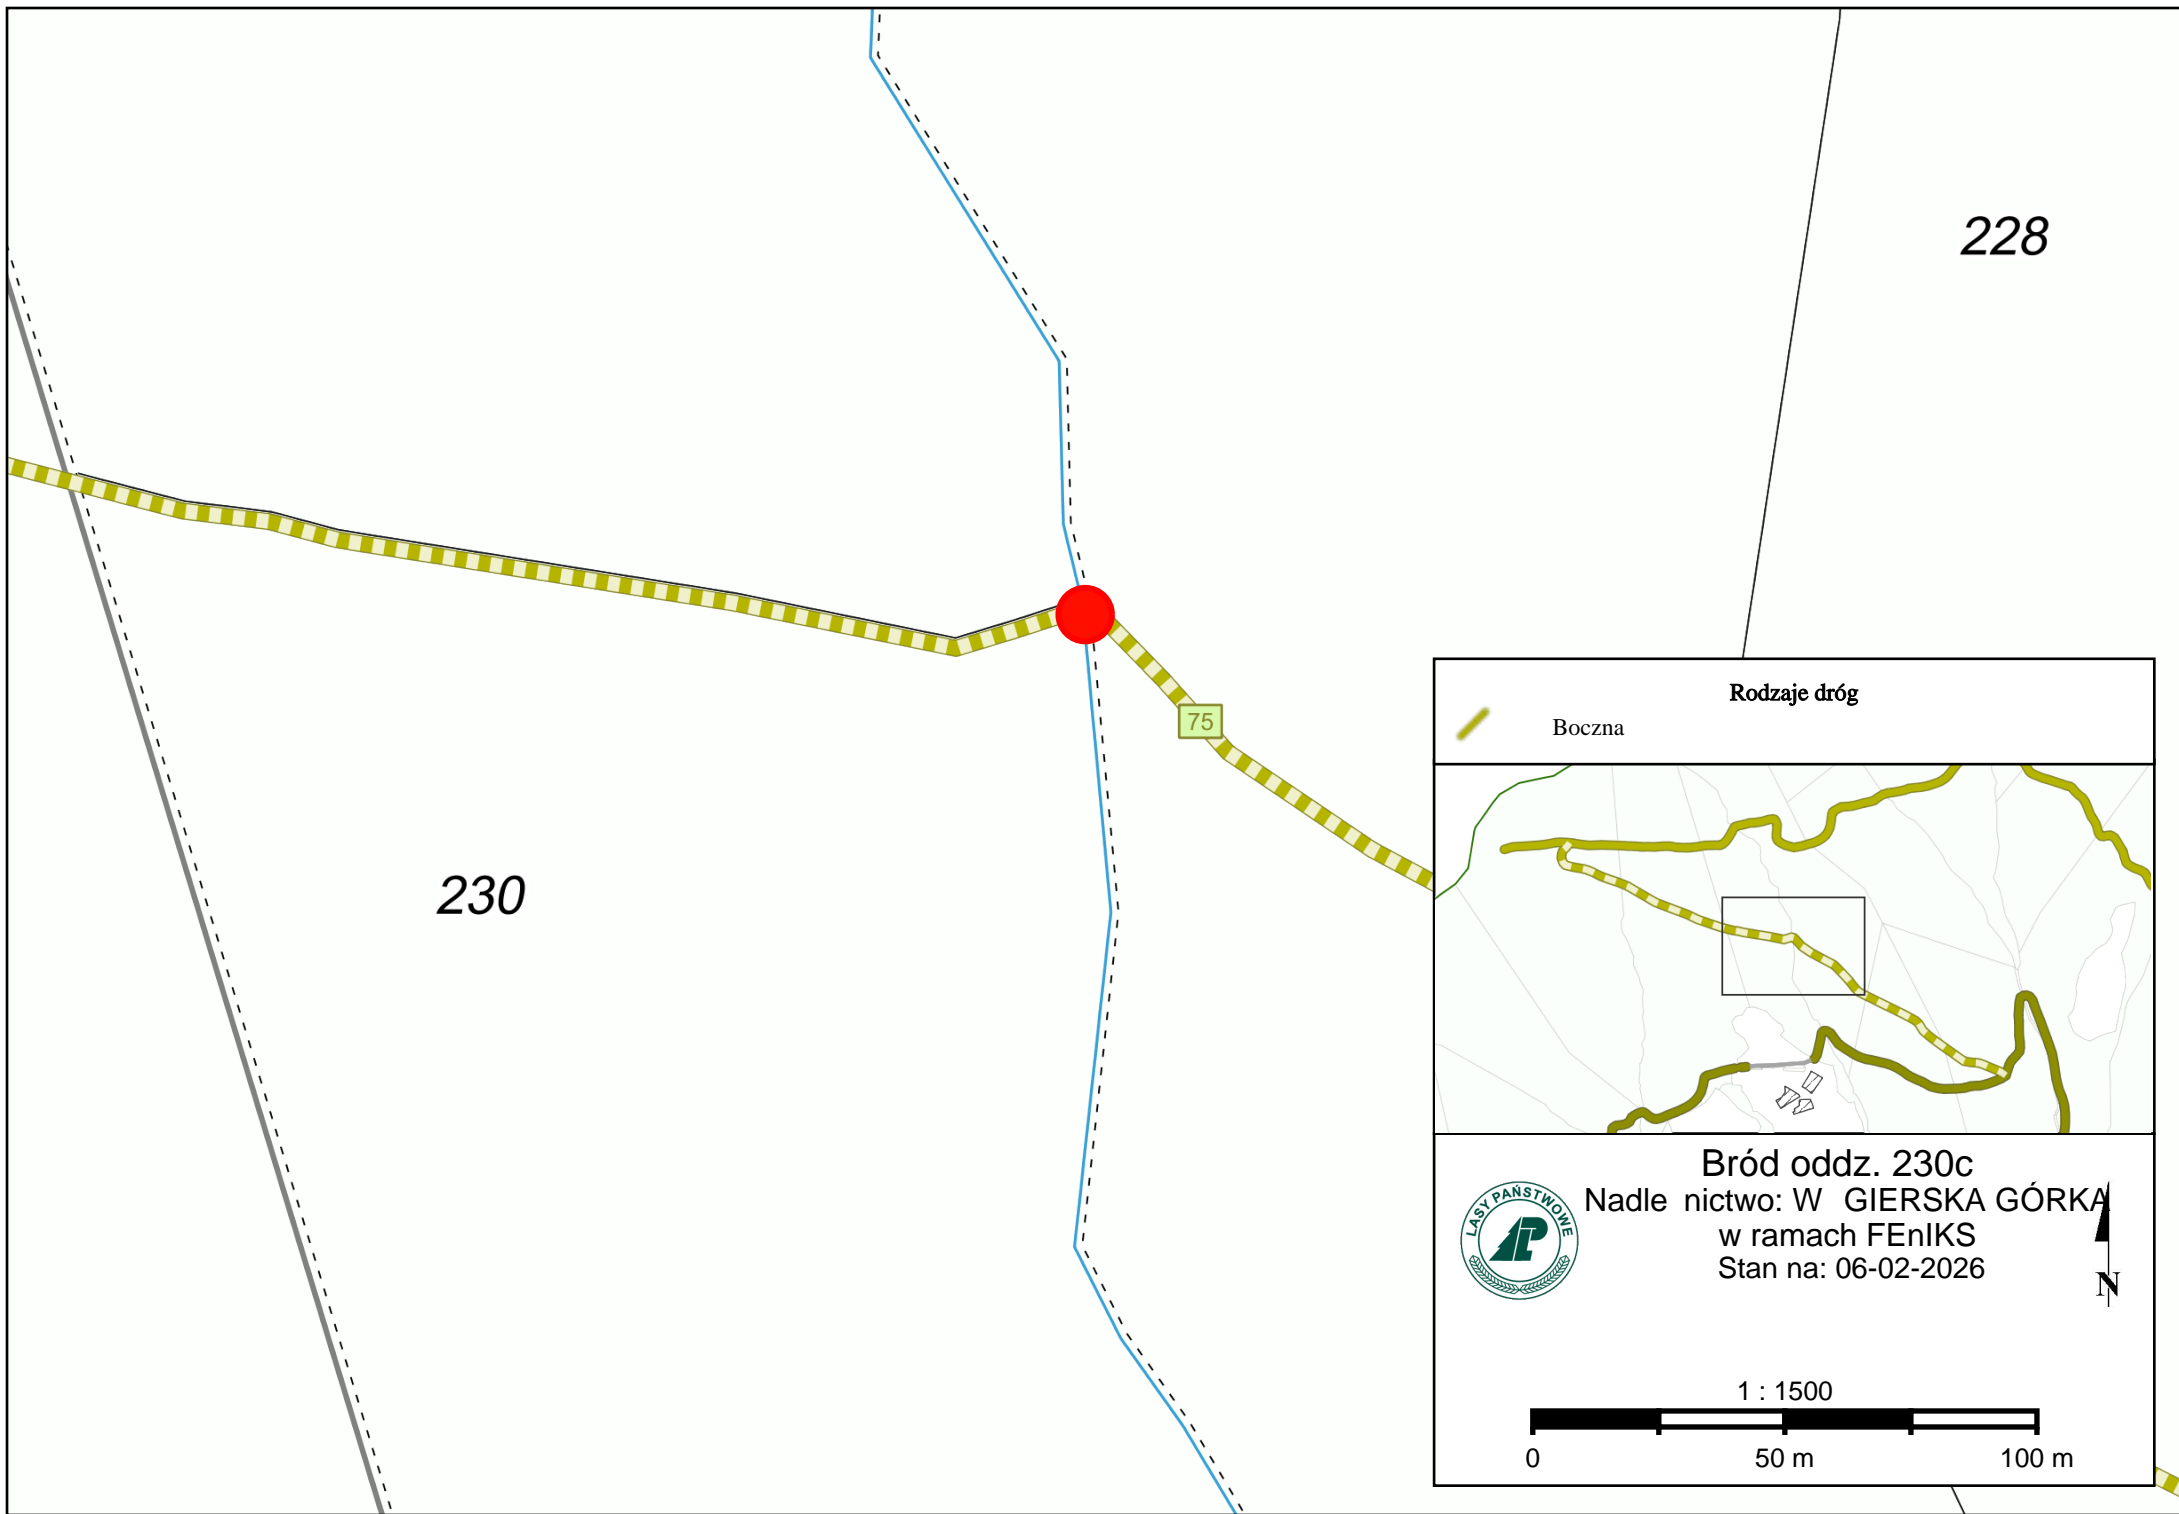 228
75
230
Rodzaje dróg
Boczna
LASY PAŃSTWOWE
LP
Bród oddz. 230c
Nadle nictwo: W GIERSKA GÓRKA
w ramach FEnIKS
Stan na: 06-02-2026
N
1 : 1500
0 50 m 100 m